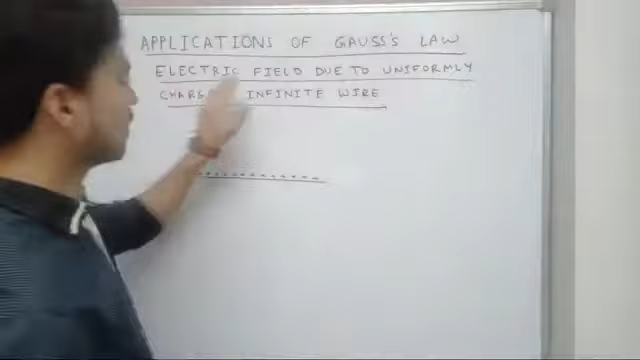 APPLICATIONS OF GAUSS'S LAW
ELECTRIC FIELD DUE TO UNIFORMLY
INFINITE WIRE